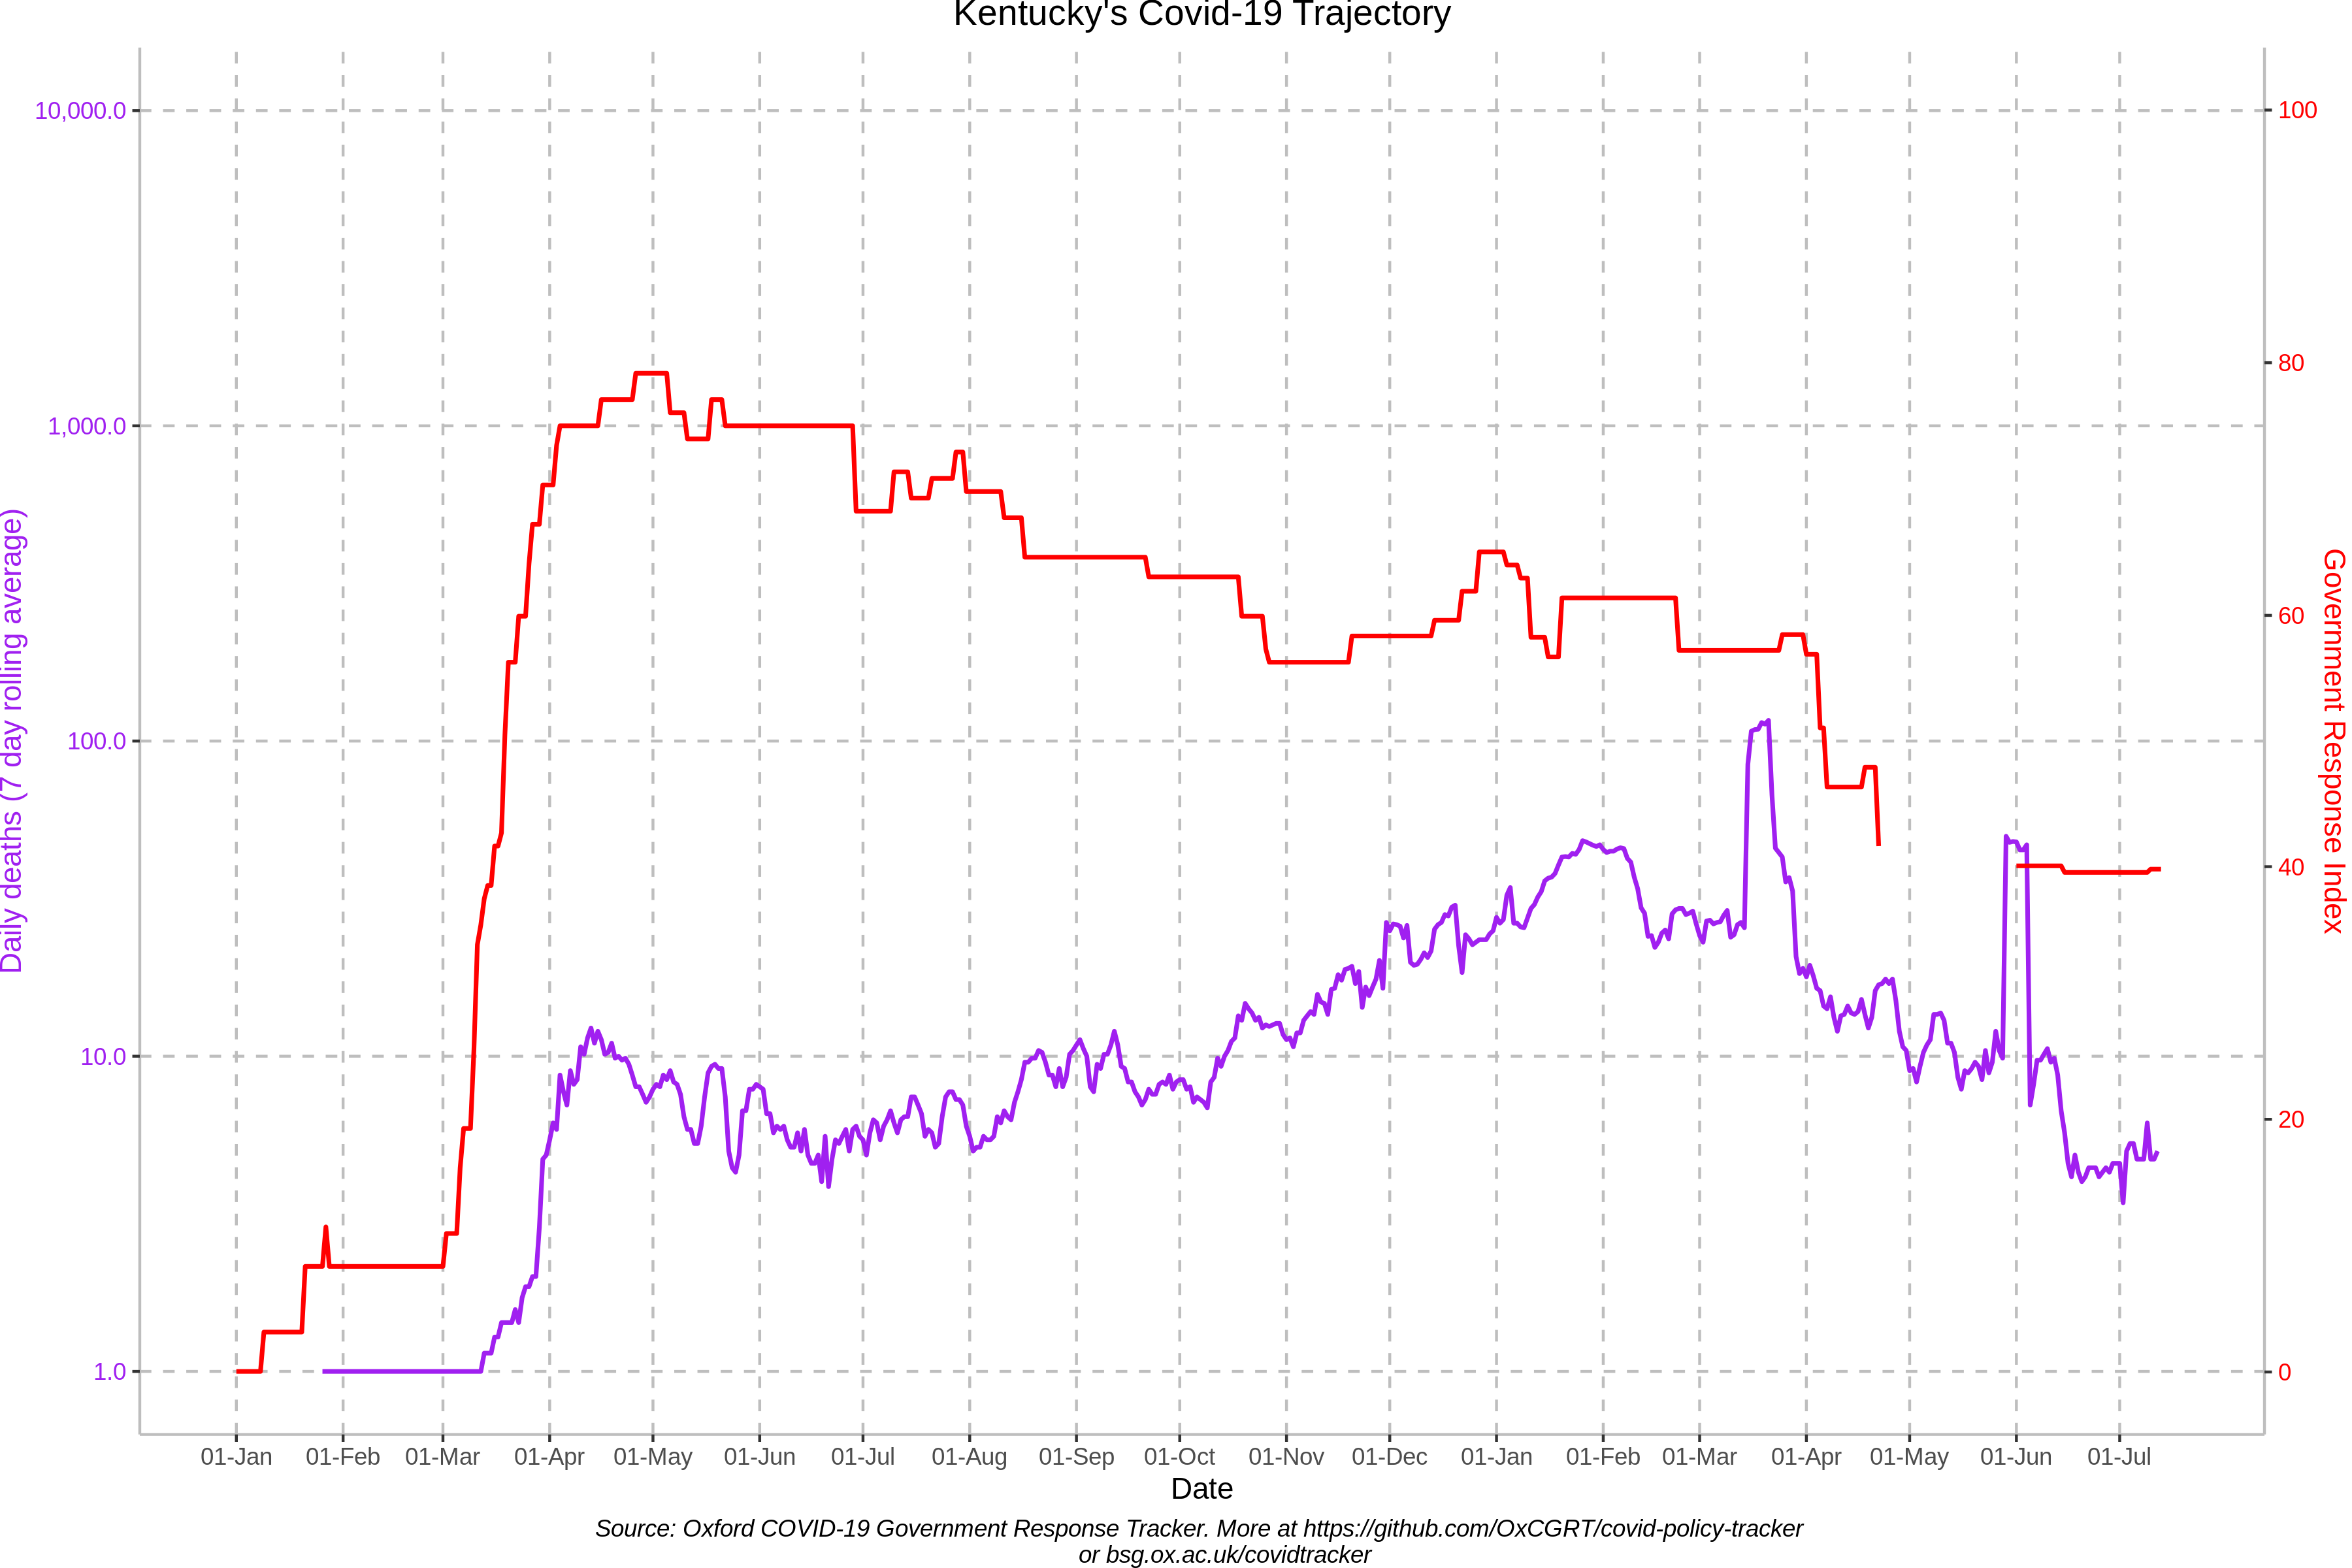 Kentucky's Covid-19 Trajectory
10,000.0
1,000.0
100.0
10.0
1.0
Daily deaths (7 day rolling average)
100
80
60
40
20
0
Government Response Index
01-Jan 01-Feb 01-Mar 01-Apr 01-May 01-Jun 01-Jul 01-Aug 01-Sep 01-Oct 01-Nov 01-Dec 01-Jan 01-Feb 01-Mar 01-Apr 01-May 01-Jun 01-Jul
Date
Source: Oxford COVID-19 Government Response Tracker. More at https://github.com/OxCGRT/covid-policy-tracker
or bsg.ox.ac.uk/covidtracker